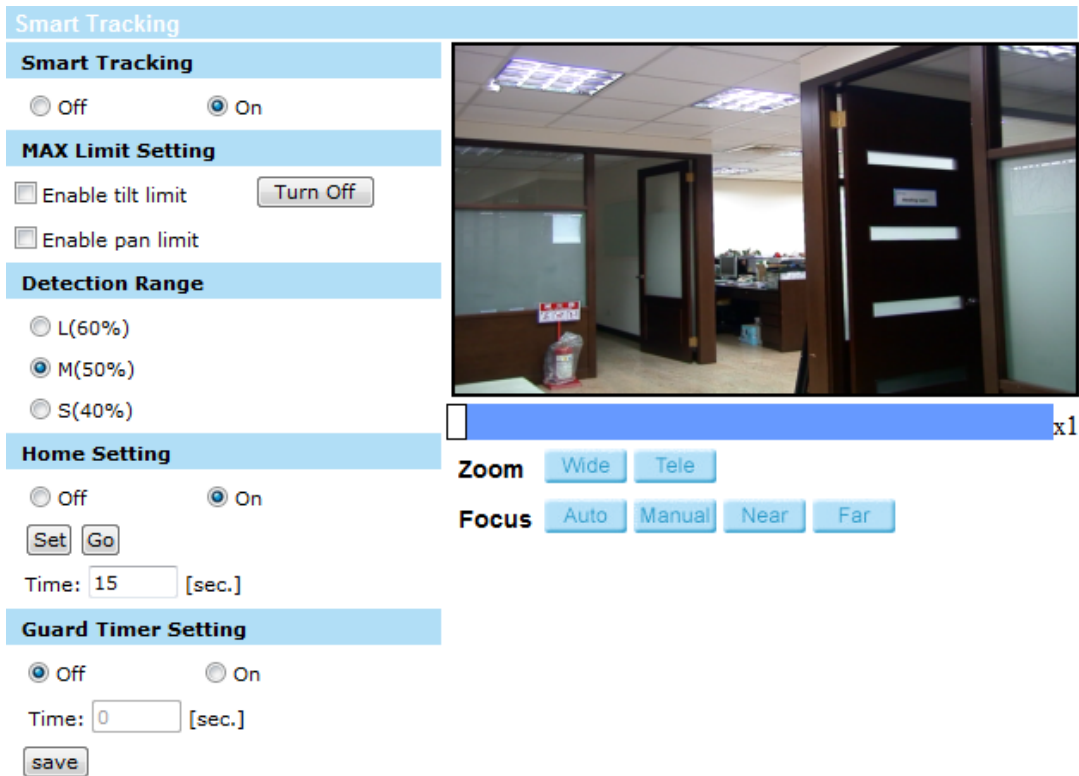 Smart Tracking
Smart Tracking
Off On
MAX Limit Setting
Enable tilt limit Turn Off
Enable pan limit
Detection Range
L(60%)
M(50%)
S(40%)
Home Setting
Off On
Set Go
Time: 15 [sec.]
Guard Timer Setting
Off On
Time: 0 [sec.]
save
x1
Zoom Wide Tele
Focus Auto Manual Near Far